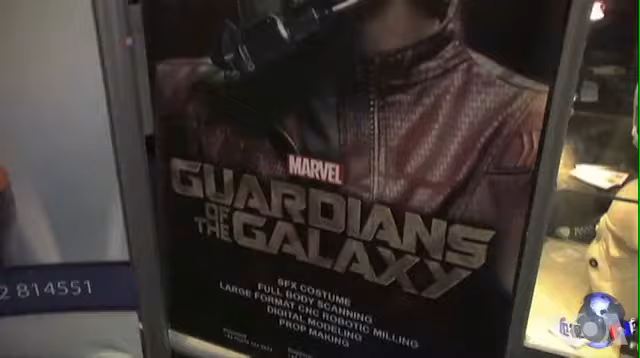 MARVEL
GUARDIANS
OF THE GALAXY
SFX COSTUME
FULL BODY SCANNING
LARGE FORMAT CNC ROBOTIC MILLING
DIGITAL MODELING
PROP MAKING
2 814551